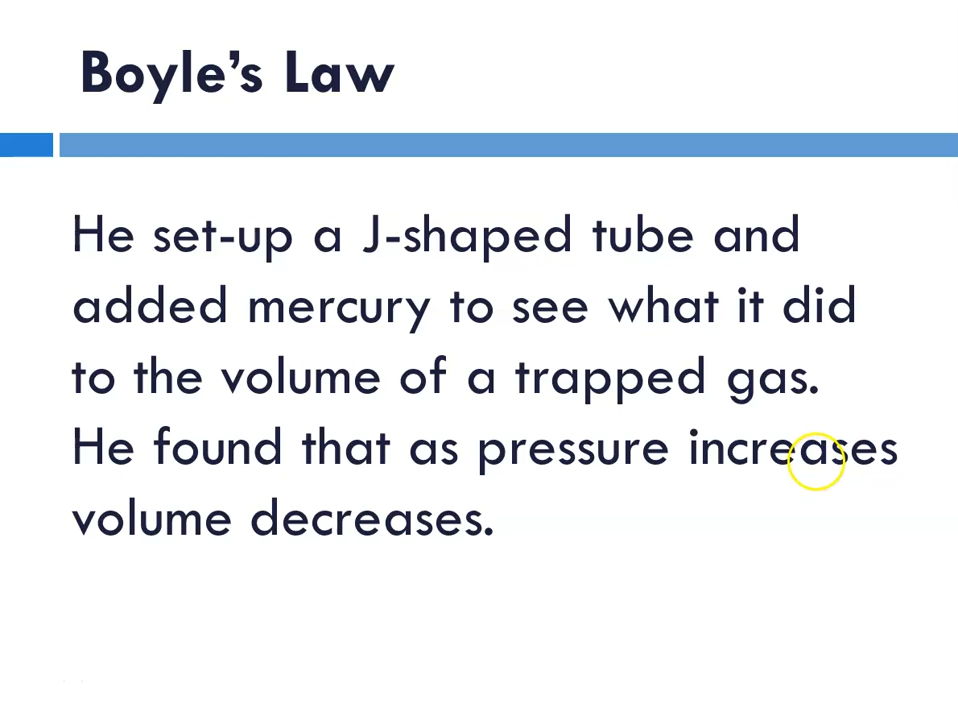 Boyle’s Law
He set-up a J-shaped tube and
added mercury to see what it did
to the volume of a trapped gas.
He found that as pressure increases
volume decreases.